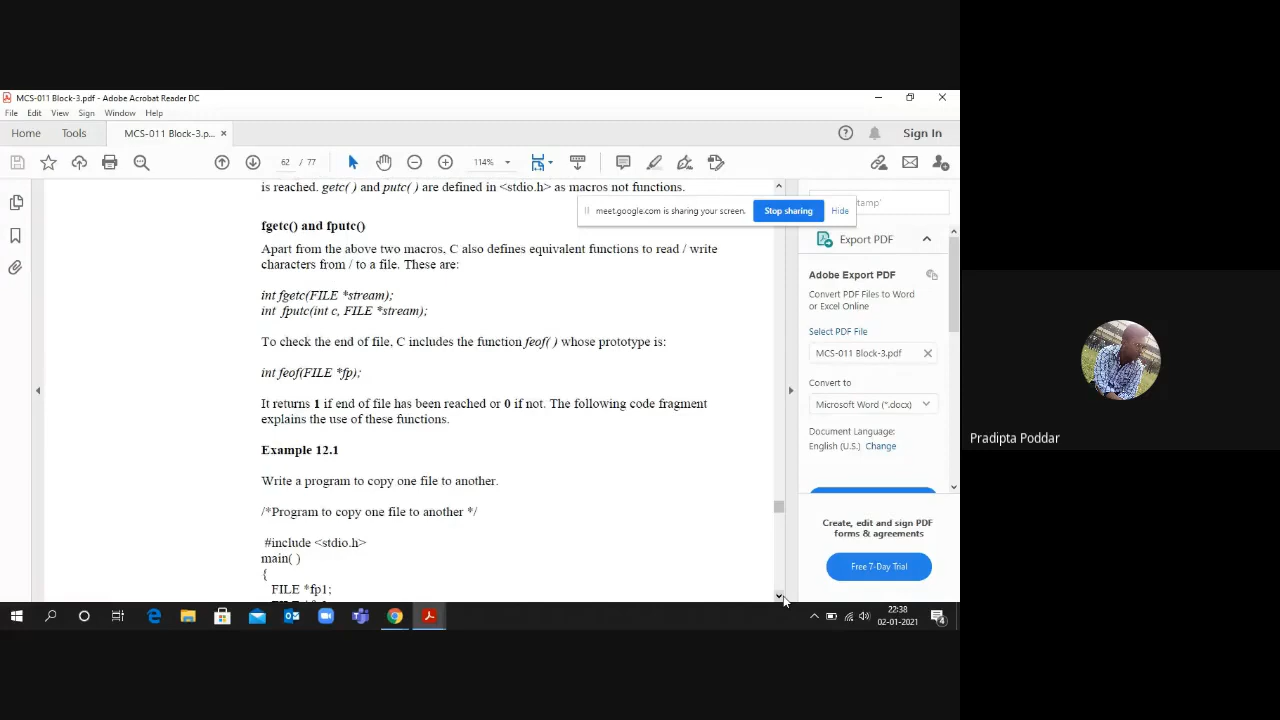 MCS-011 Block-3.pdf - Adobe Acrobat Reader DC
File Edit View Sign Window Help
Home Tools MCS-011 Block-3.p... × Sign In
62 / 77 114%
is reached. getc( ) and putc( ) are defined in <stdio.h> as macros not functions.
stamp'
meet.google.com is sharing your screen. Stop sharing Hide
fgetc() and fputc()
Export PDF
Apart from the above two macros, C also defines equivalent functions to read / write
characters from / to a file. These are:
Adobe Export PDF
Convert PDF Files to Word
or Excel Online
int fgetc(FILE *stream);
int fputc(int c, FILE *stream);
Select PDF File
To check the end of file, C includes the function feof( ) whose prototype is:
MCS-011 Block-3.pdf
int feof(FILE *fp);
Convert to
It returns 1 if end of file has been reached or 0 if not. The following code fragment
explains the use of these functions.
Microsoft Word (*.docx)
Document Language:
English (U.S.) Change
Example 12.1
Write a program to copy one file to another.
/*Program to copy one file to another */
#include <stdio.h>
main( )
{
FILE *fp1;
Create, edit and sign PDF
forms & agreements
Free 7-Day Trial
22:38
02-01-2021
4
Pradipta Poddar